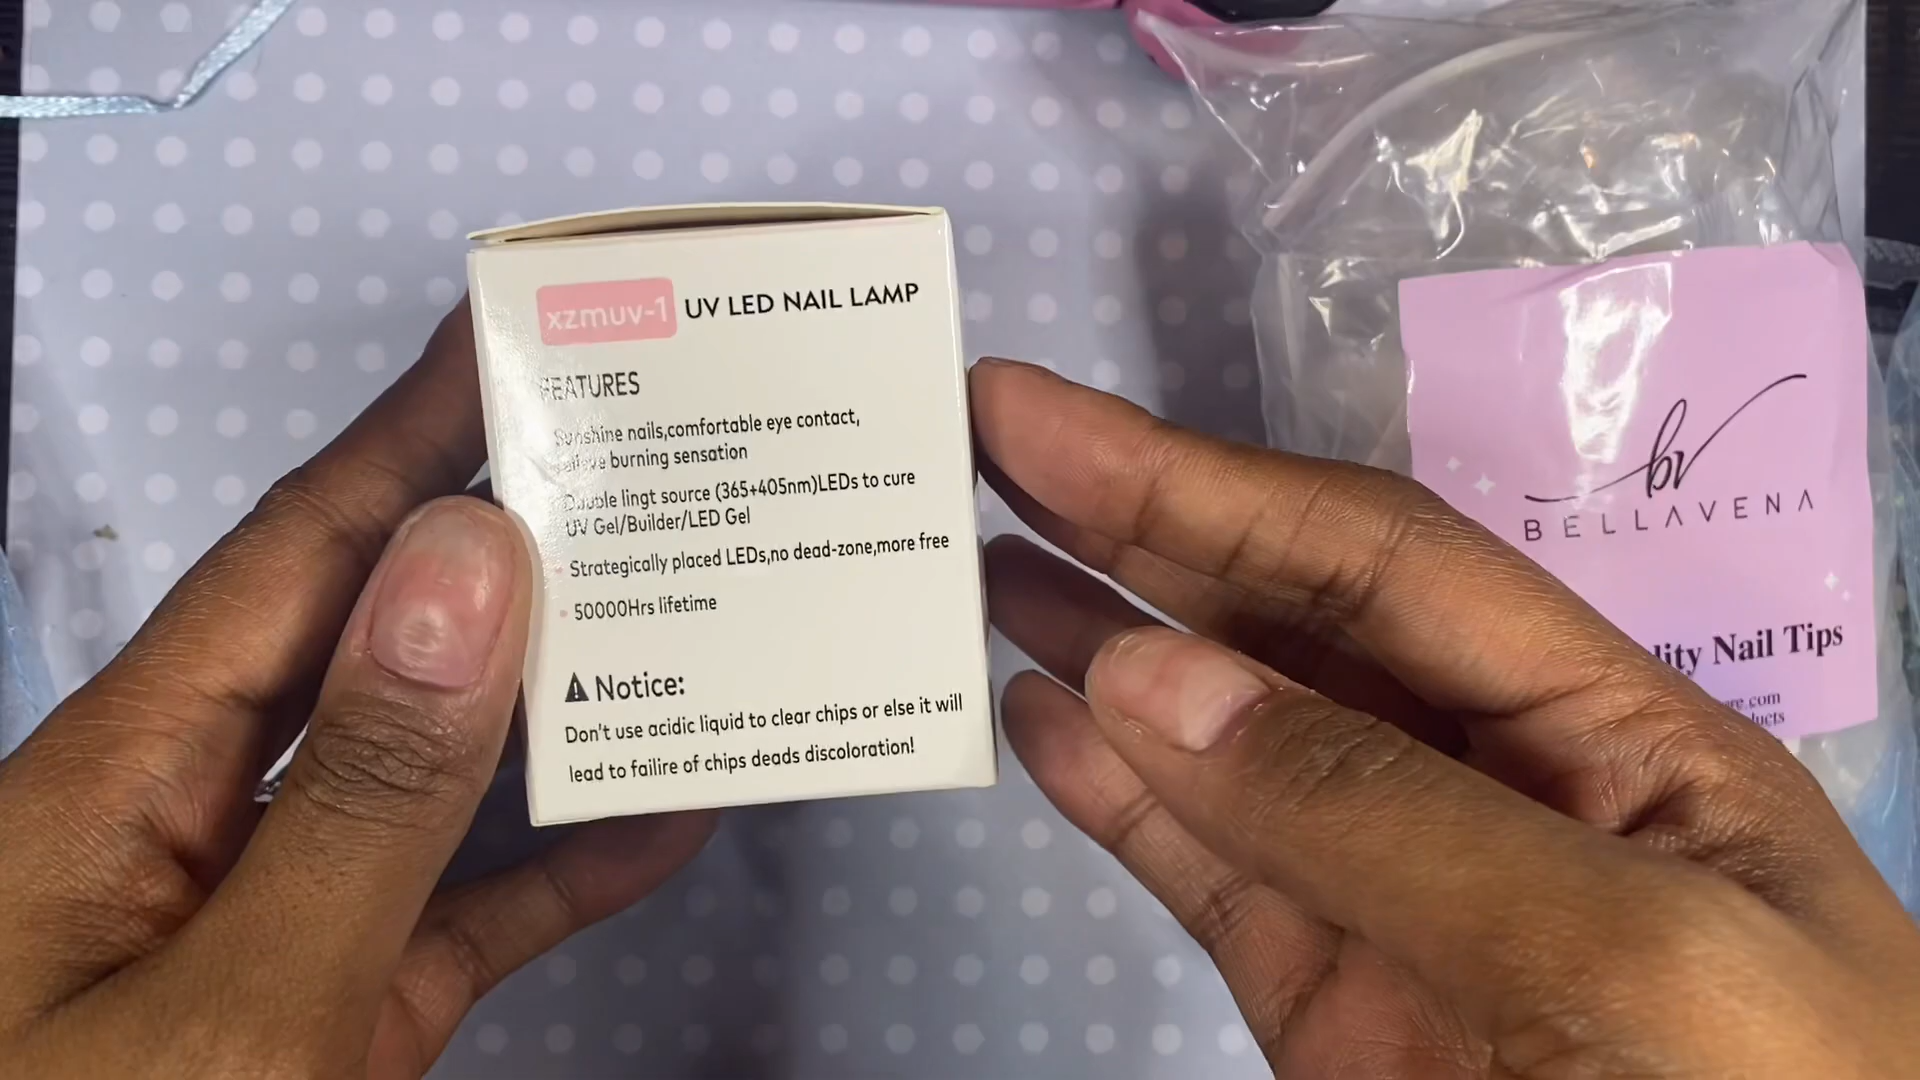 xzmuv-1 UV LED NAIL LAMP
FEATURES
Sunshine nails,comfortable eye contact,
burning sensation
Double lingt source (365+405nm)LEDs to cure
UV Gel/Builder/LED Gel
Strategically placed LEDs,no dead-zone,more free
50000Hrs lifetime
Notice:
Don't use acidic liquid to clear chips or else it will
lead to failire of chips deads discoloration!
bv
BELLAVENA
Nail Tips